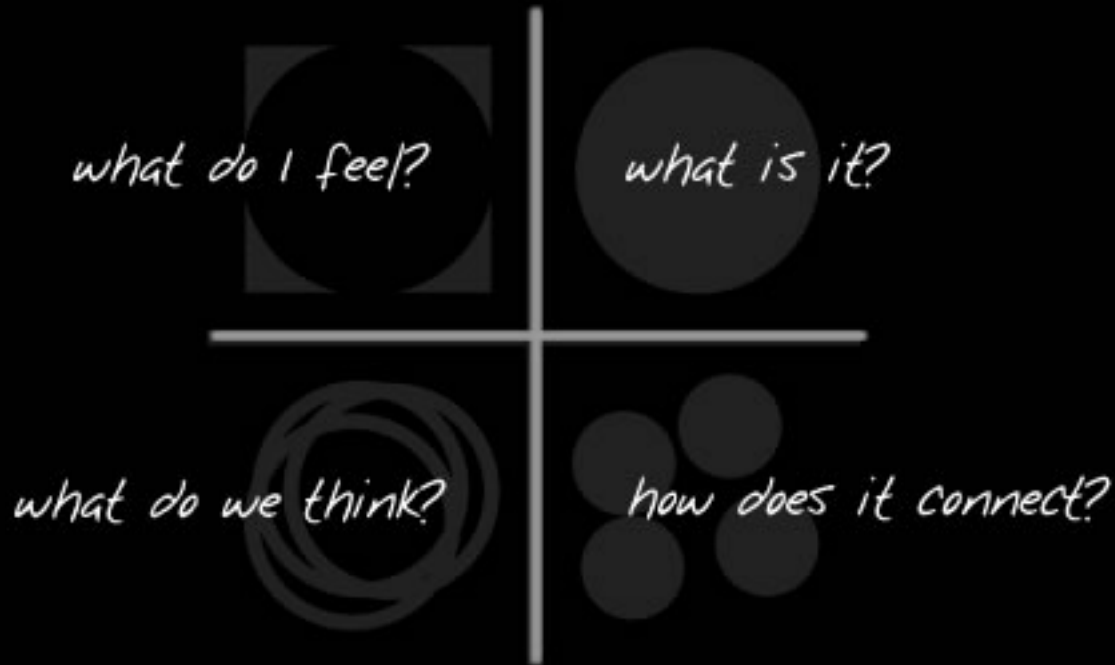 what do I feel?
what is it?
what do we think?
how does it connect?